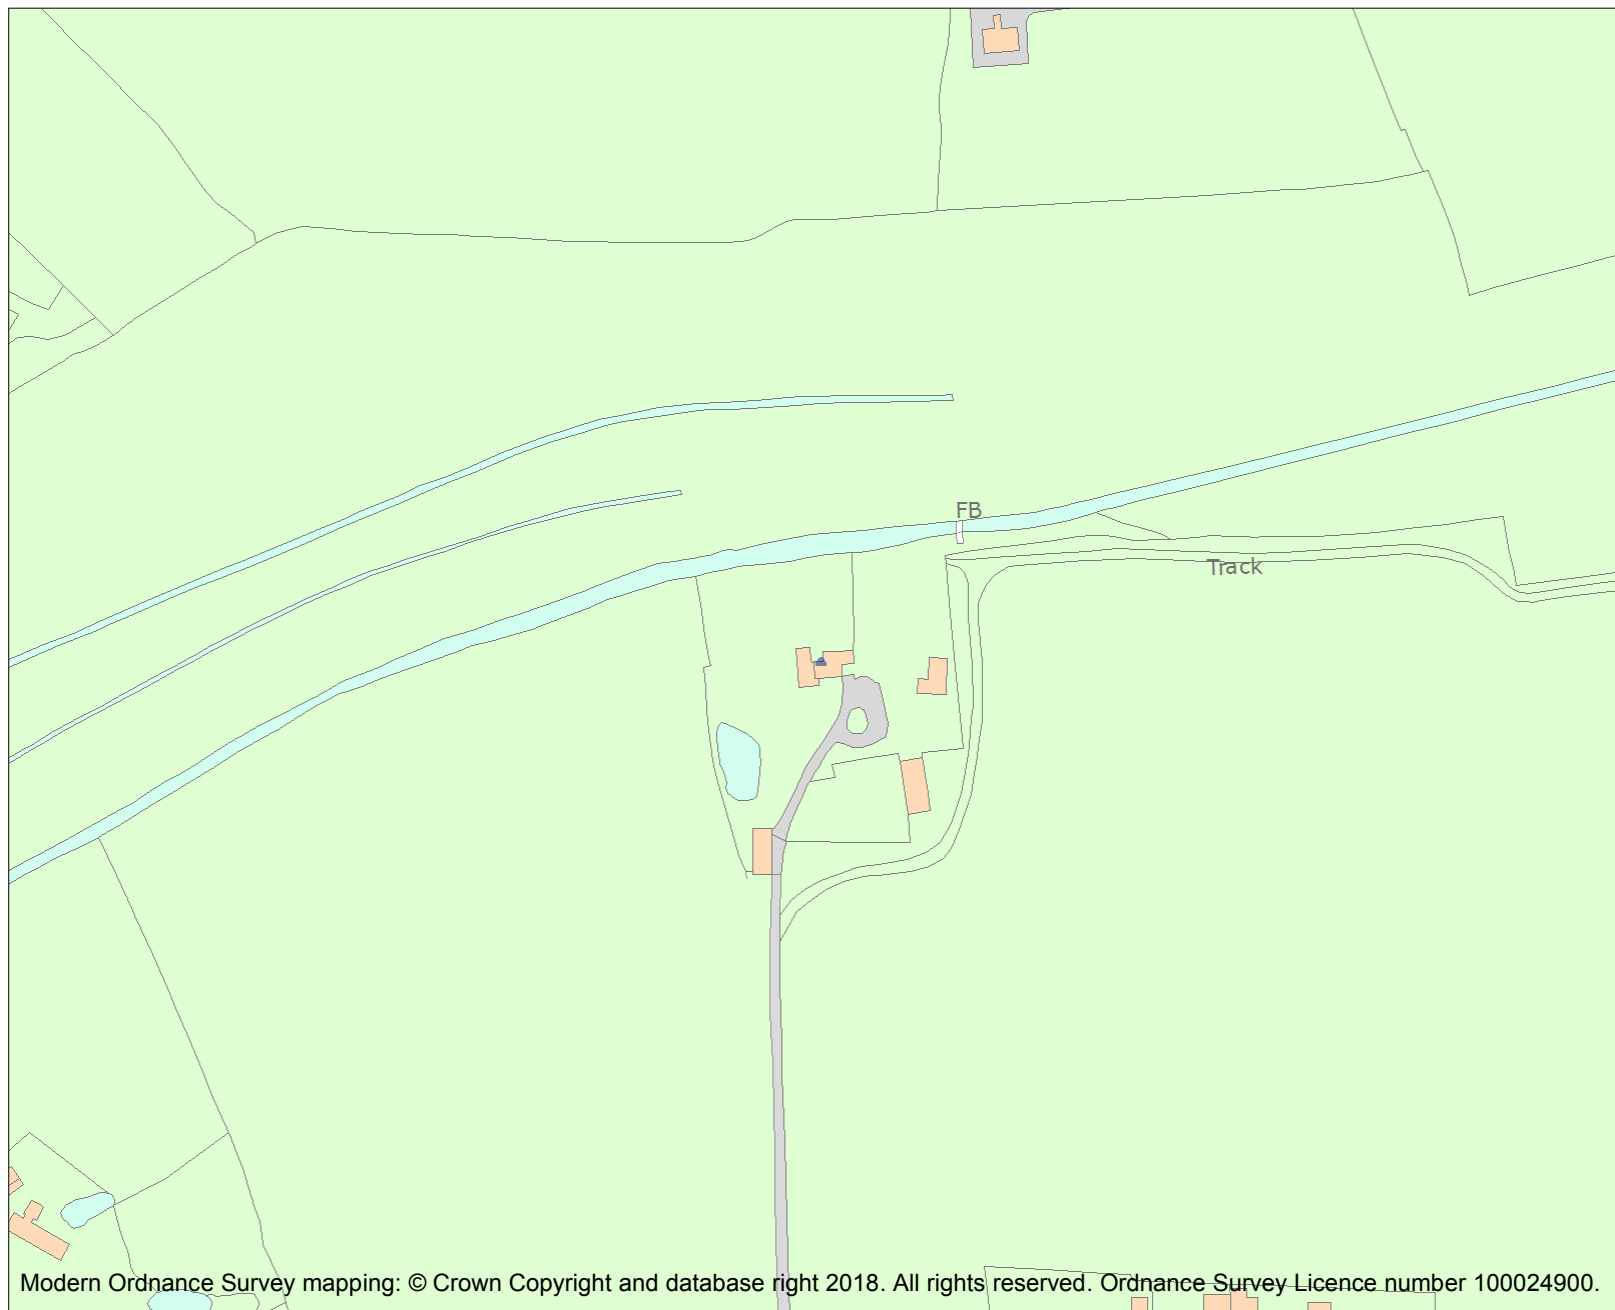 FB
Track
Modern Ordnance Survey mapping: © Crown Copyright and database right 2018. All rights reserved. Ordnance Survey Licence number 100024900.